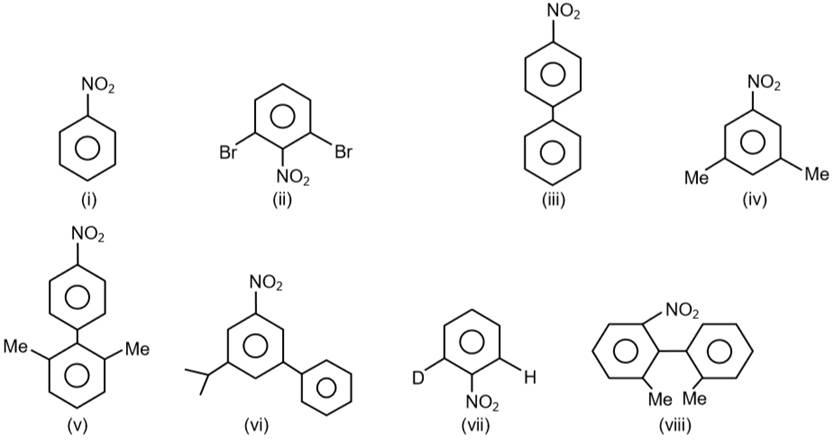 NO₂
(i)
Br
Br
NO₂
(ii)
NO₂
(iii)
NO₂
Me
Me
(iv)
NO₂
Me
Me
(v)
NO₂
(vi)
D
H
NO₂
(vii)
NO₂
Me Me
(viii)